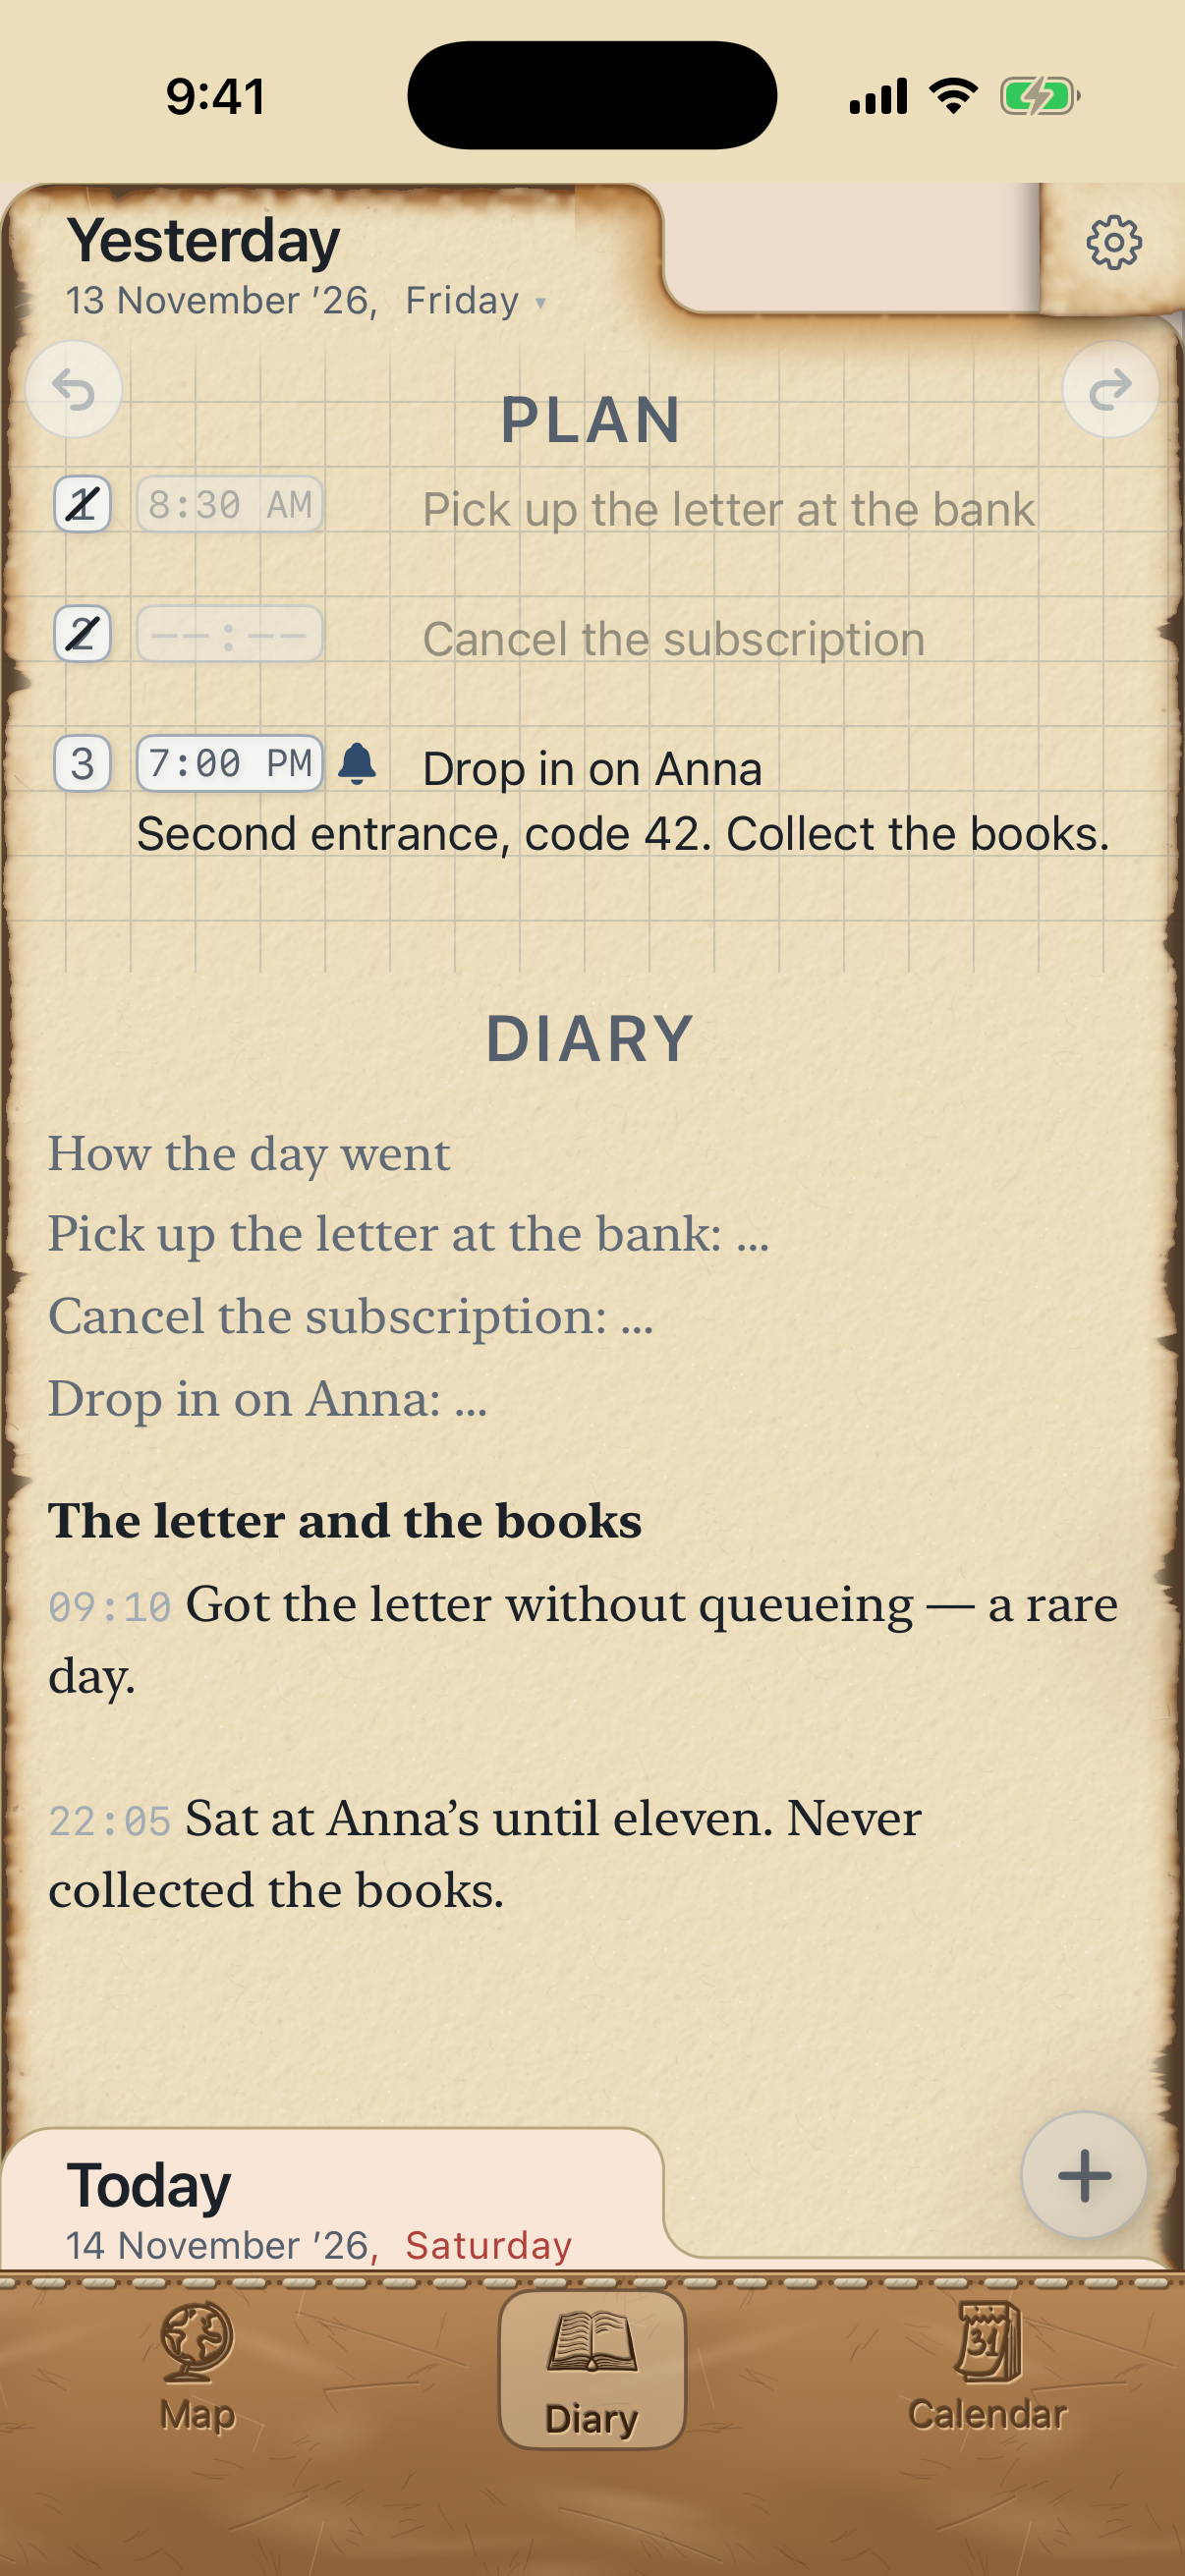 9:41
Yesterday
13 November ’26, Friday ▾
PLAN
1 8:30 AM Pick up the letter at the bank
2 --:-- Cancel the subscription
3 7:00 PM Drop in on Anna
Second entrance, code 42. Collect the books.
DIARY
How the day went
Pick up the letter at the bank: ...
Cancel the subscription: ...
Drop in on Anna: ...
The letter and the books
09:10 Got the letter without queueing — a rare
day.
22:05 Sat at Anna’s until eleven. Never
collected the books.
Today
14 November ’26, Saturday
31
Map Diary Calendar